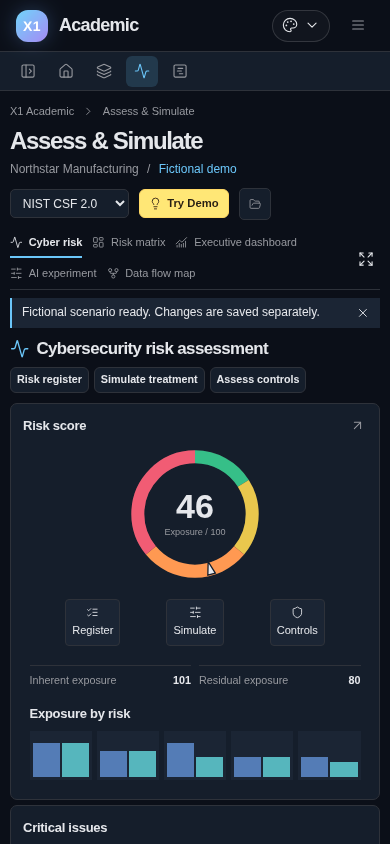 X1 Academic
X1 Academic > Assess & Simulate
Assess & Simulate
Northstar Manufacturing / Fictional demo
NIST CSF 2.0 Try Demo
Cyber risk Risk matrix Executive dashboard
AI experiment Data flow map
Fictional scenario ready. Changes are saved separately.
Cybersecurity risk assessment
Risk register Simulate treatment Assess controls
Risk score
46
Exposure / 100
Register Simulate Controls
Inherent exposure 101 Residual exposure 80
Exposure by risk
Critical issues